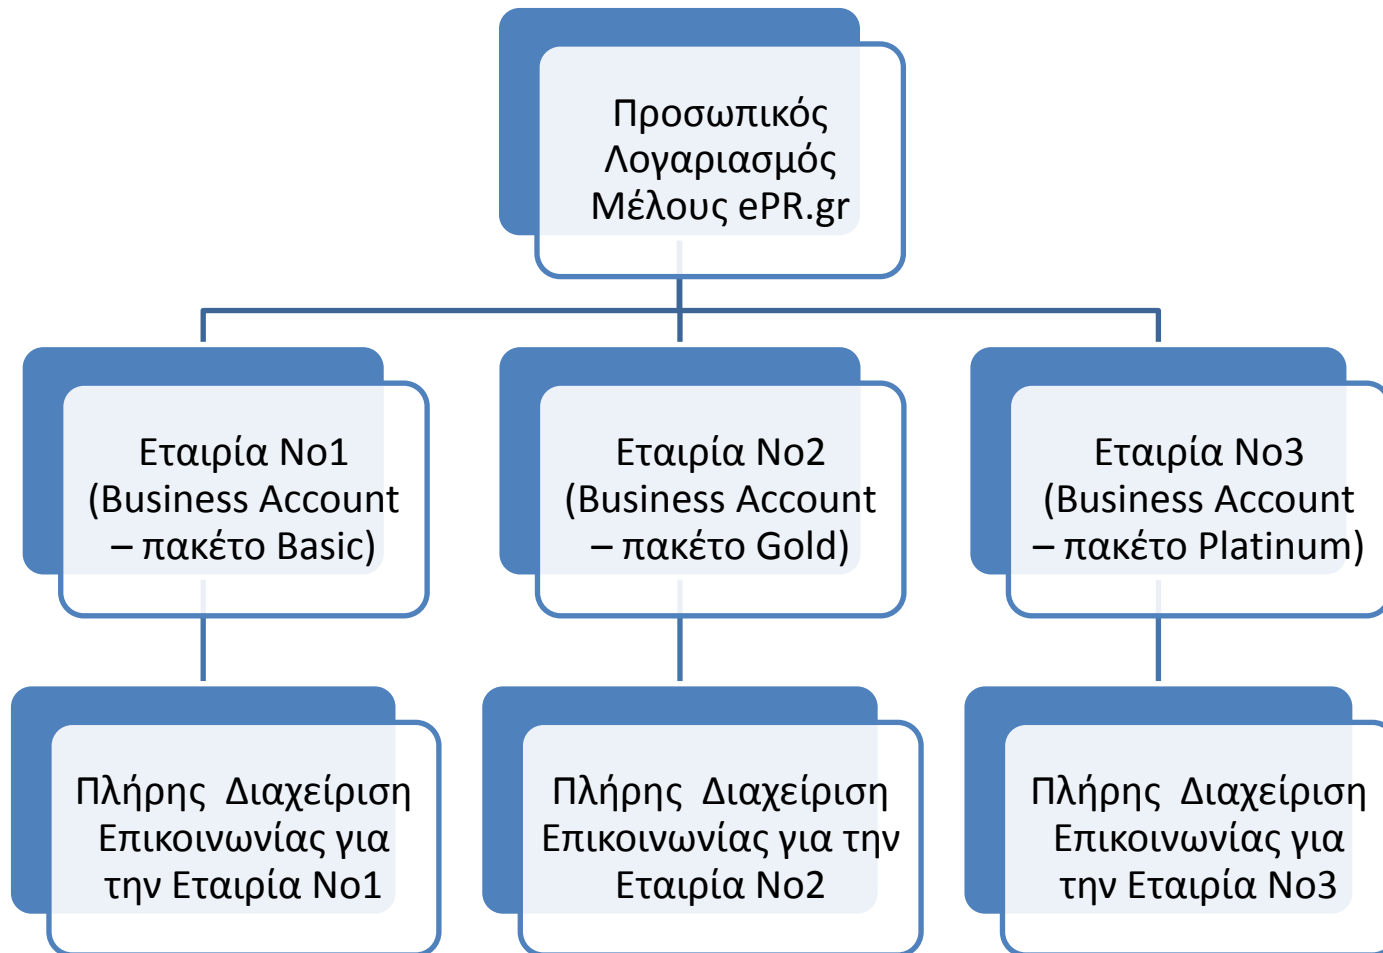 Προσωπικός
Λογαριασμός
Μέλους ePR.gr
Εταιρία Νο1
(Business Account
– πακέτο Basic)
Εταιρία Νο2
(Business Account
– πακέτο Gold)
Εταιρία Νο3
(Business Account
– πακέτο Platinum)
Πλήρης  Διαχείριση
Επικοινωνίας για
την Εταιρία Νο1
Πλήρης  Διαχείριση
Επικοινωνίας για την
Εταιρία Νο2
Πλήρης  Διαχείριση
Επικοινωνίας για
την Εταιρία Νο3